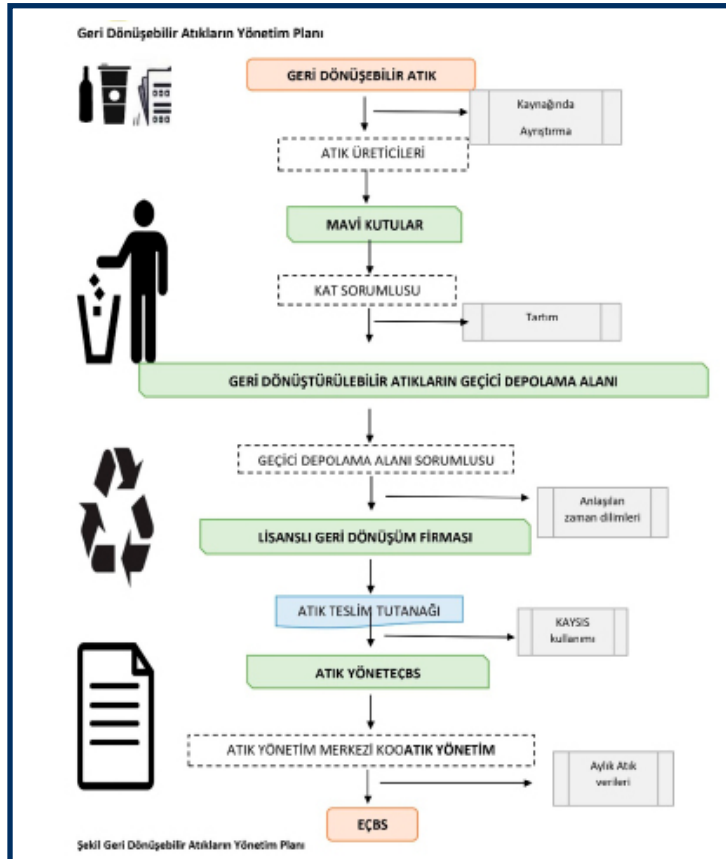 Geri Dönüşebilir Atıkların Yönetim Planı
GERİ DÖNÜŞEBİLİR ATIK
Kaynağında
Ayrıştırma
ATIK ÜRETİCİLERİ
MAVİ KUTULAR
KAT SORUMLUSU
Tartım
GERİ DÖNÜŞTÜRÜLEBİLİR ATIKLARIN GEÇİCİ DEPOLAMA ALANI
GEÇİCİ DEPOLAMA ALANI SORUMLUSU
Anlaşılan
zaman dilimleri
LİSANSLI GERİ DÖNÜŞÜM FİRMASI
ATIK TESLİM TUTANAĞI
KAYSIS
kullanımı
ATIK YÖNETEÇBS
ATIK YÖNETİM MERKEZİ KOOATIK YÖNETİM
Aylık Atık
verileri
EÇBS
Şekil Geri Dönüşebilir Atıkların Yönetim Planı